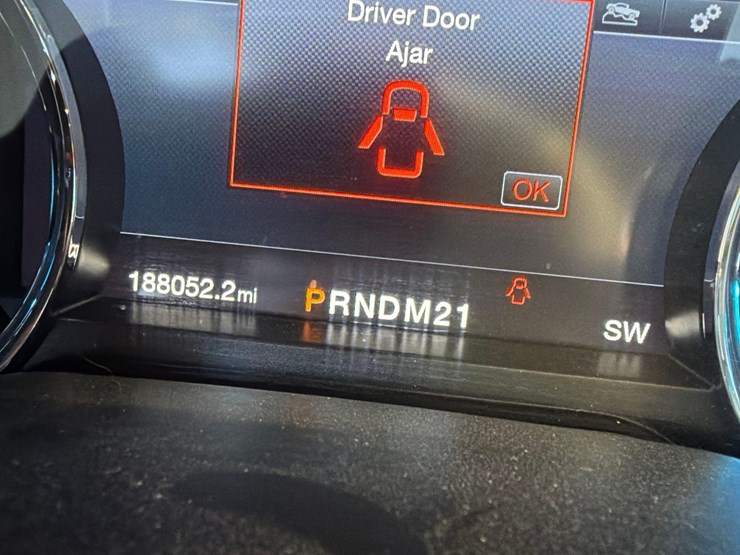 Driver Door
Ajar
OK
188052.2mi
PRNDM21
SW